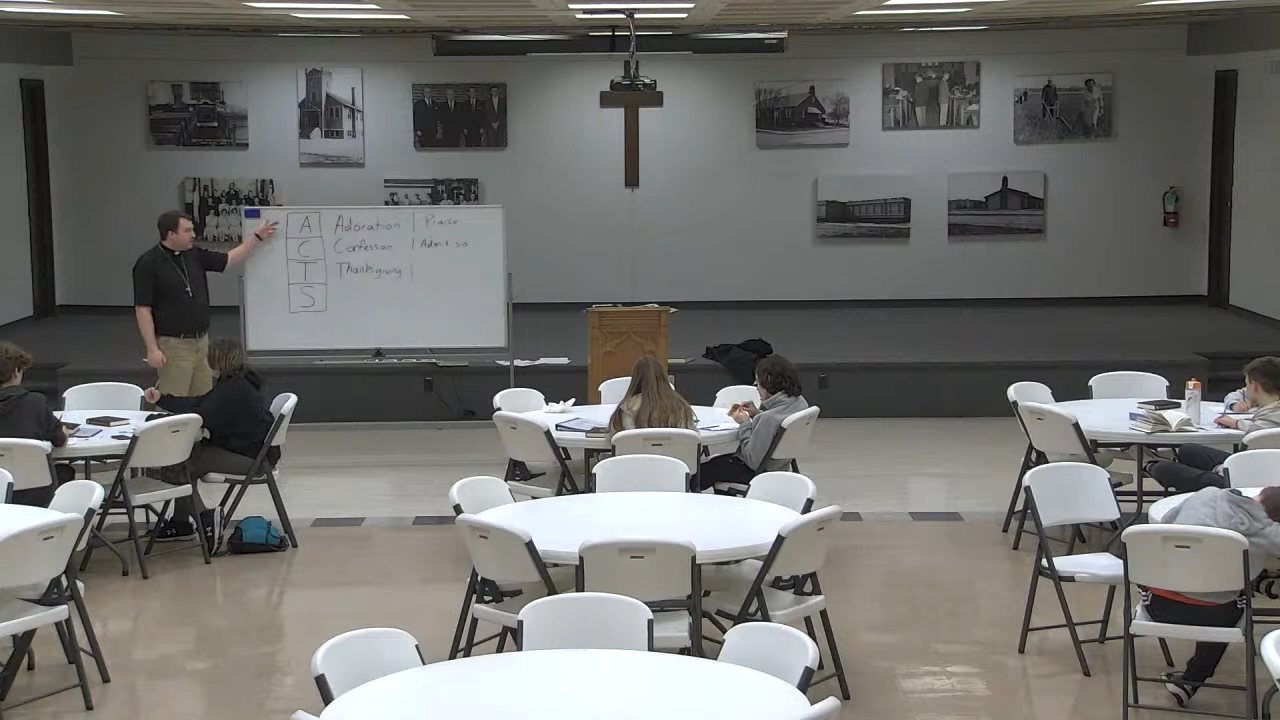 A Adoration | Praise
C Confession | Admit sin
T Thanksgiving |
S